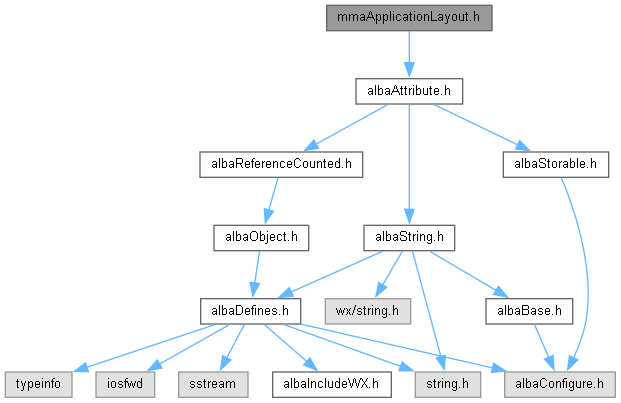 mmaApplicationLayout.h
albaAttribute.h
albaReferenceCounted.h
albaStorable.h
albaObject.h
albaString.h
albaDefines.h
wx/string.h
albaBase.h
typeinfo
iosfwd
sstream
albaIncludeWX.h
string.h
albaConfigure.h